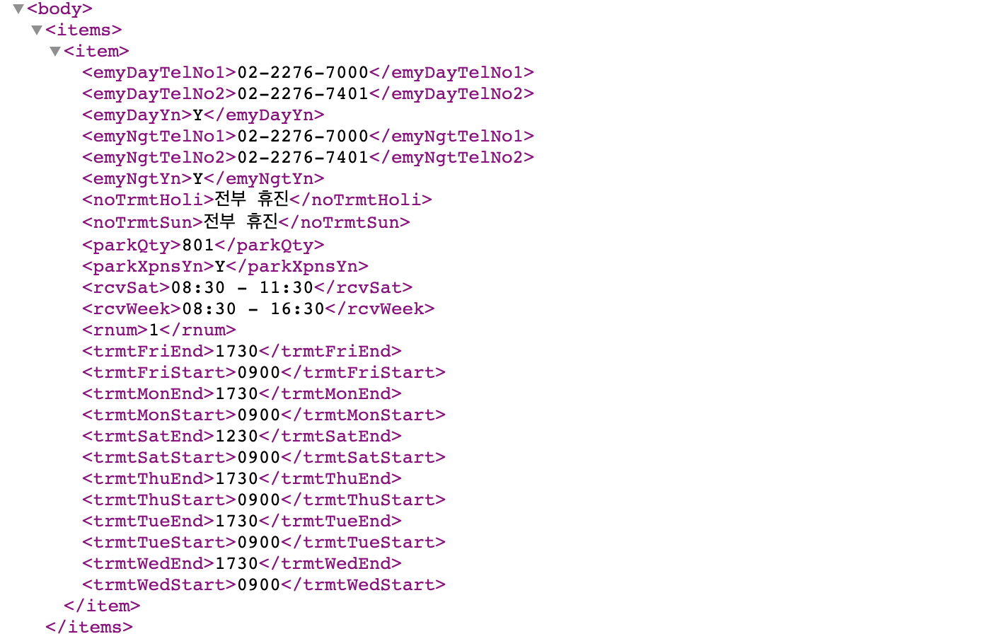 <body>
<items>
<item>
<emyDayTelNo1>02-2276-7000</emyDayTelNo1>
<emyDayTelNo2>02-2276-7401</emyDayTelNo2>
<emyDayYn>Y</emyDayYn>
<emyNgtTelNo1>02-2276-7000</emyNgtTelNo1>
<emyNgtTelNo2>02-2276-7401</emyNgtTelNo2>
<emyNgtYn>Y</emyNgtYn>
<noTrmtHoli>전부 휴진</noTrmtHoli>
<noTrmtSun>전부 휴진</noTrmtSun>
<parkQty>801</parkQty>
<parkXpnsYn>Y</parkXpnsYn>
<rcvSat>08:30 - 11:30</rcvSat>
<rcvWeek>08:30 - 16:30</rcvWeek>
<rnum>1</rnum>
<trmtFriEnd>1730</trmtFriEnd>
<trmtFriStart>0900</trmtFriStart>
<trmtMonEnd>1730</trmtMonEnd>
<trmtMonStart>0900</trmtMonStart>
<trmtSatEnd>1230</trmtSatEnd>
<trmtSatStart>0900</trmtSatStart>
<trmtThuEnd>1730</trmtThuEnd>
<trmtThuStart>0900</trmtThuStart>
<trmtTueEnd>1730</trmtTueEnd>
<trmtTueStart>0900</trmtTueStart>
<trmtWedEnd>1730</trmtWedEnd>
<trmtWedStart>0900</trmtWedStart>
</item>
</items>